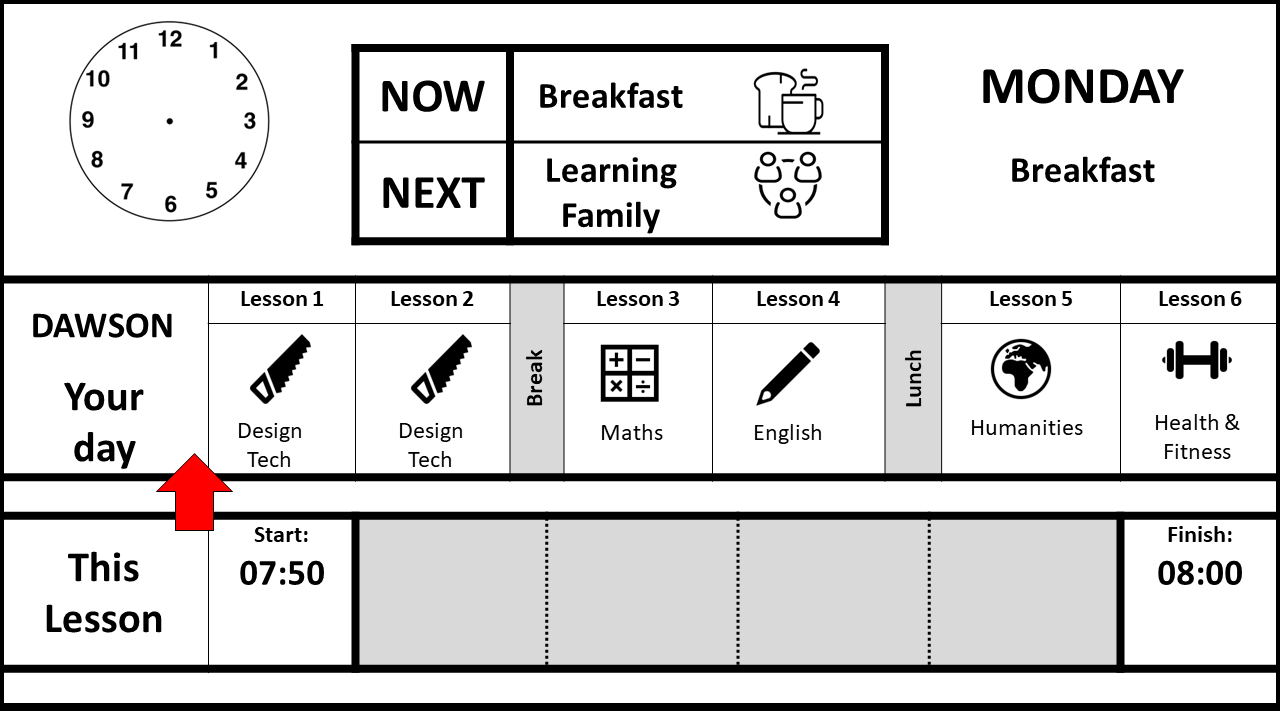 12
11
1
10
2
9
3
8
4
7
5
6
NOW
Breakfast
NEXT
Learning
Family
MONDAY
Breakfast
DAWSON
Your
day
Lesson 1
Design
Tech
Lesson 2
Design
Tech
Break
Lesson 3
Maths
Lesson 4
English
Lunch
Lesson 5
Humanities
Lesson 6
Health &
Fitness
This
Lesson
Start:
07:50
Finish:
08:00